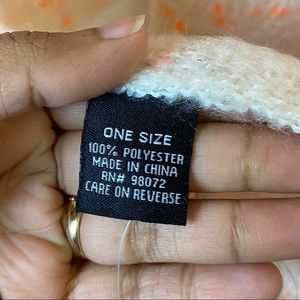 ONE SIZE
100% POLYESTER
MADE IN CHINA
RN# 98072
CARE ON REVERSE